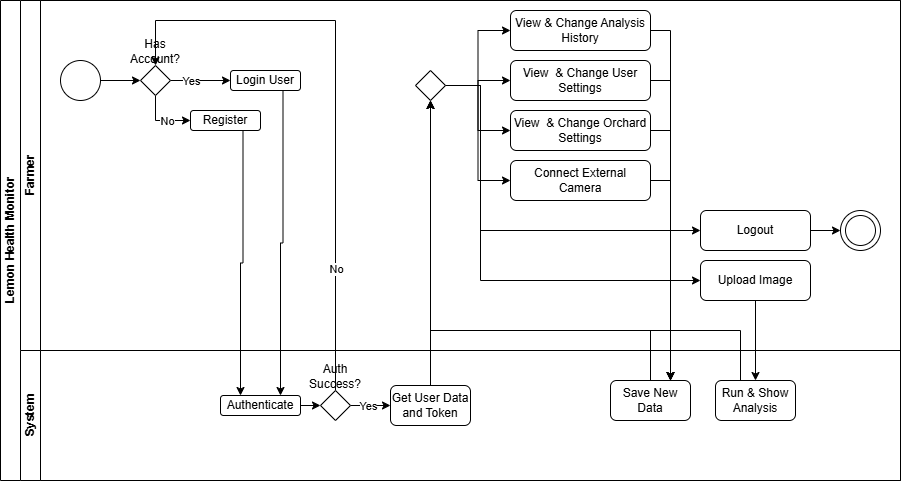 Lemon Health Monitor
Farmer
Has
Account?
Yes
Login User
No
Register
View & Change Analysis
History
View  & Change User
Settings
View  & Change Orchard
Settings
Connect External
Camera
Logout
Upload Image
No
System
Auth
Success?
Authenticate
Yes
Get User Data
and Token
Save New
Data
Run & Show
Analysis